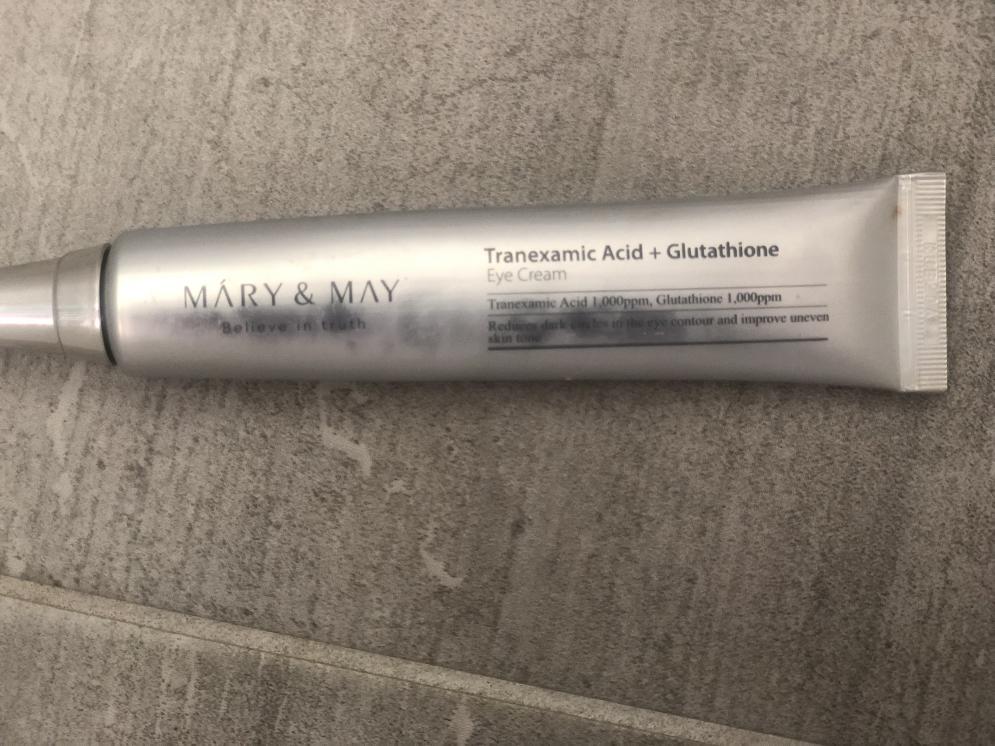 MÁRY & MAY
Believe in truth
Tranexamic Acid + Glutathione
Eye Cream
Tranexamic Acid 1,000ppm, Glutathione 1,000ppm
Reduces dark circles in the eye contour and improve uneven
skin tone